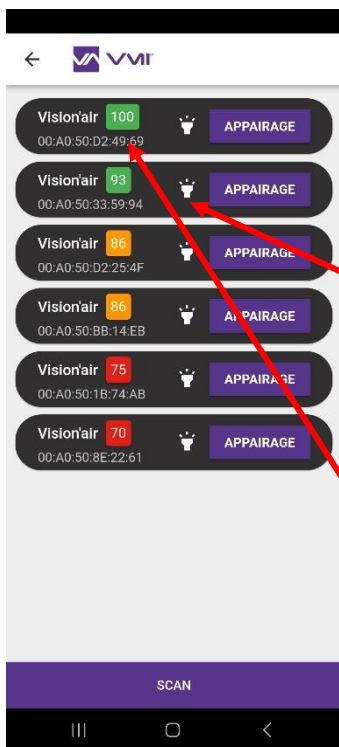 VMI
Vision'air 100
00:A0:50:D2:49:69
APPAIRAGE
Vision'air 93
00:A0:50:33:59:94
APPAIRAGE
Vision'air 86
00:A0:50:D2:25:4F
APPAIRAGE
Vision'air 86
00:A0:50:BB:14:EB
APPAIRAGE
Vision'air 75
00:A0:50:1B:74:AB
APPAIRAGE
Vision'air 70
00:A0:50:8E:22:61
APPAIRAGE
SCAN